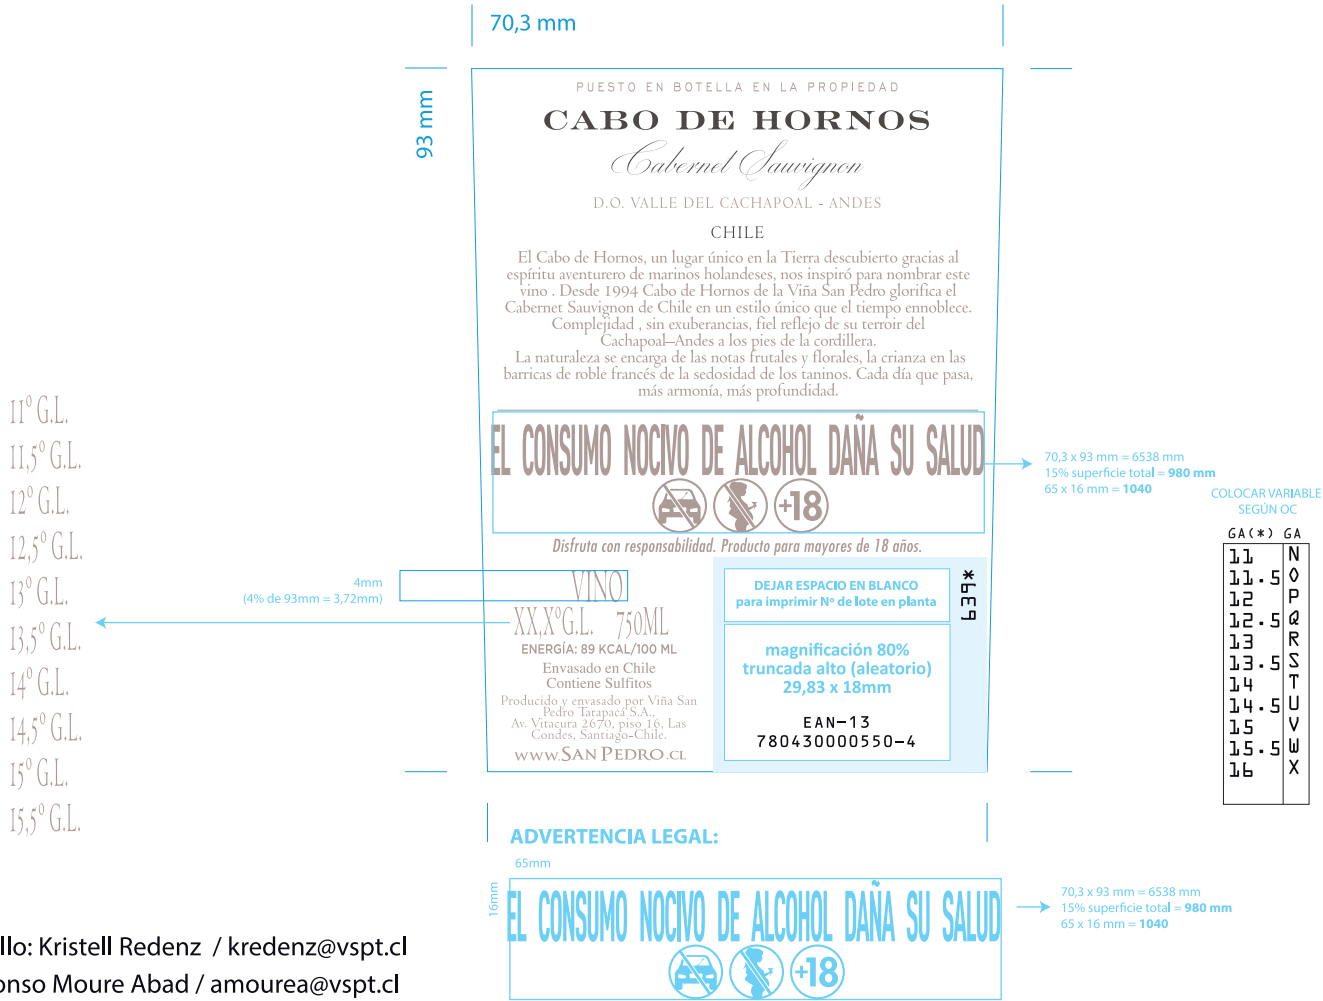 70,3 mm
93 mm
PUESTO EN BOTELLA EN LA PROPIEDAD
CABO DE HORNOS
Cabernet Sauvignon
D.O. VALLE DEL CACHAPOAL - ANDES
CHILE
El Cabo de Hornos, un lugar único en la Tierra descubierto gracias al
espíritu aventurero de marinos holandeses, nos inspiró para nombrar este
vino . Desde 1994 Cabo de Hornos de la Viña San Pedro glorifica el
Cabernet Sauvignon de Chile en un estilo único que el tiempo ennoblece.
Complejidad , sin exuberancias, fiel reflejo de su terroir del
Cachapoal–Andes a los pies de la cordillera.
La naturaleza se encarga de las notas frutales y florales, la crianza en las
barricas de roble francés de la sedosidad de los taninos. Cada día que pasa,
más armonía, más profundidad.
EL CONSUMO NOCIVO DE ALCOHOL DAÑA SU SALUD
+18
70,3 x 93 mm = 6538 mm
15% superficie total = 980 mm
65 x 16 mm = 1040
Disfruta con responsabilidad. Producto para mayores de 18 años.
4mm
(4% de 93mm = 3,72mm)
VINO
XX,X°G.L. 750ML
ENERGÍA: 89 KCAL/100 ML
Envasado en Chile
Contiene Sulfitos
Producido y envasado por Viña San
Pedro Tarapacá S.A.,
Av. Vitacura 2670, piso 16, Las
Condes, Santiago-Chile.
www.SAN PEDRO.CL
DEJAR ESPACIO EN BLANCO
para imprimir Nº de lote en planta
639*
magnificación 80%
truncada alto (aleatorio)
29,83 x 18mm
EAN-13
780430000550-4
11° G.L.
11,5° G.L.
12° G.L.
12,5° G.L.
13° G.L.
13,5° G.L.
14° G.L.
14,5° G.L.
15° G.L.
15,5° G.L.
COLOCAR VARIABLE
SEGÚN OC
GA(*) GA
11 N
11.5 O
12 P
12.5 Q
13 R
13.5 S
14 T
14.5 U
15 V
15.5 W
16 X
ADVERTENCIA LEGAL:
65mm
16mm
EL CONSUMO NOCIVO DE ALCOHOL DAÑA SU SALUD
+18
70,3 x 93 mm = 6538 mm
15% superficie total = 980 mm
65 x 16 mm = 1040
llo: Kristell Redenz / kredenz@vspt.cl
onso Moure Abad / amourea@vspt.cl